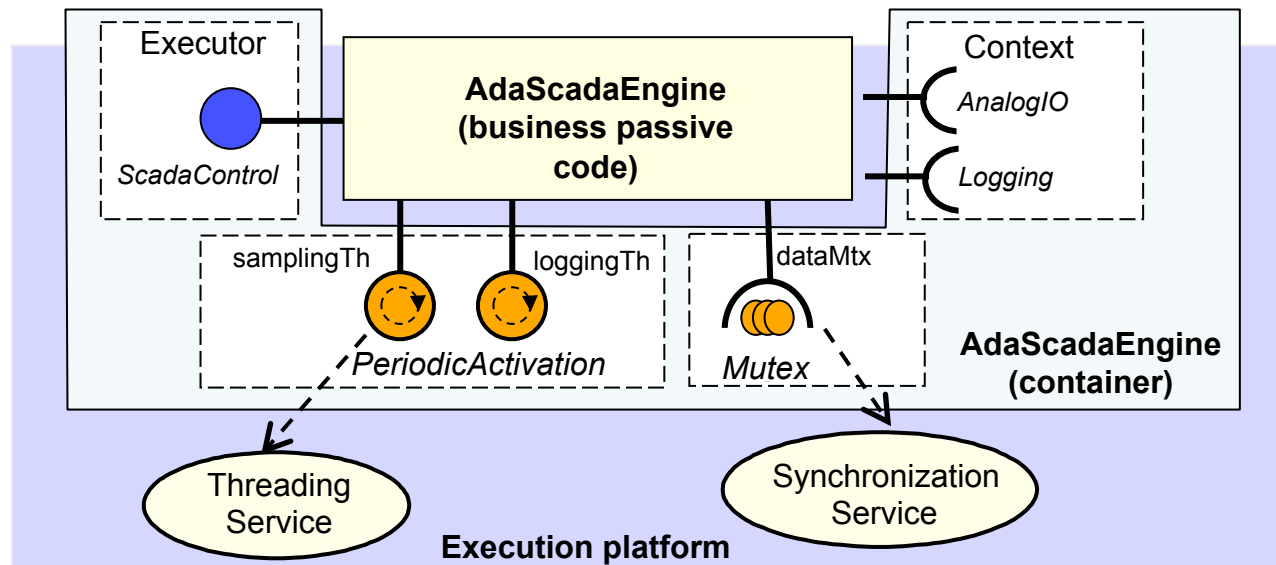 Executor
ScadaControl
AdaScadaEngine
(business passive
code)
Context
AnalogIO
Logging
samplingTh
loggingTh
PeriodicActivation
dataMtx
Mutex
AdaScadaEngine
(container)
Threading
Service
Synchronization
Service
Execution platform